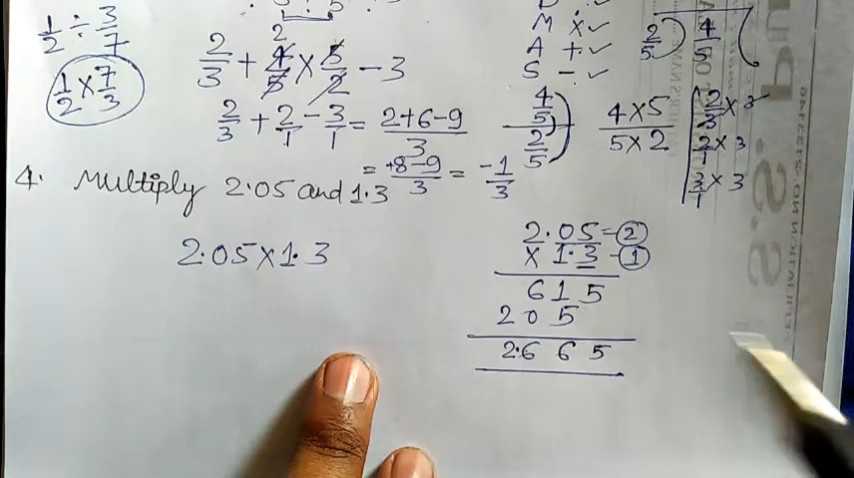 1/2 ÷ 3/7
1/2 × 7/3
2/3 + 4/5 × 5/2 - 3
2
2/3 + 2/1 - 3/1 = 2+6-9/3
= +8-9/3 = -1/3
M × ✓
A + ✓
S - ✓
2/5 4/5
4/5
2/5
4×5
5×2
2/3 × 3
2/1 × 3
3/1 × 3
4. Multiply 2.05 and 1.3
2.05×1.3
2.05-2
× 1.3-1
615
205
2.665